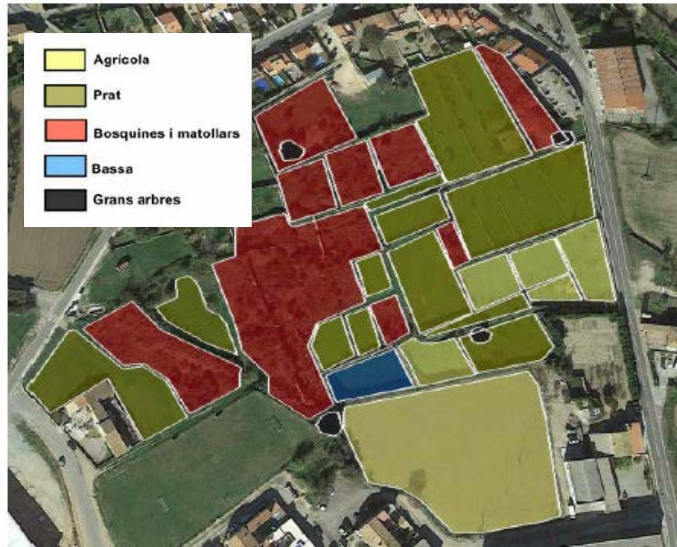 Agrícola
Prat
Bosquines i matollars
Bassa
Grans arbres